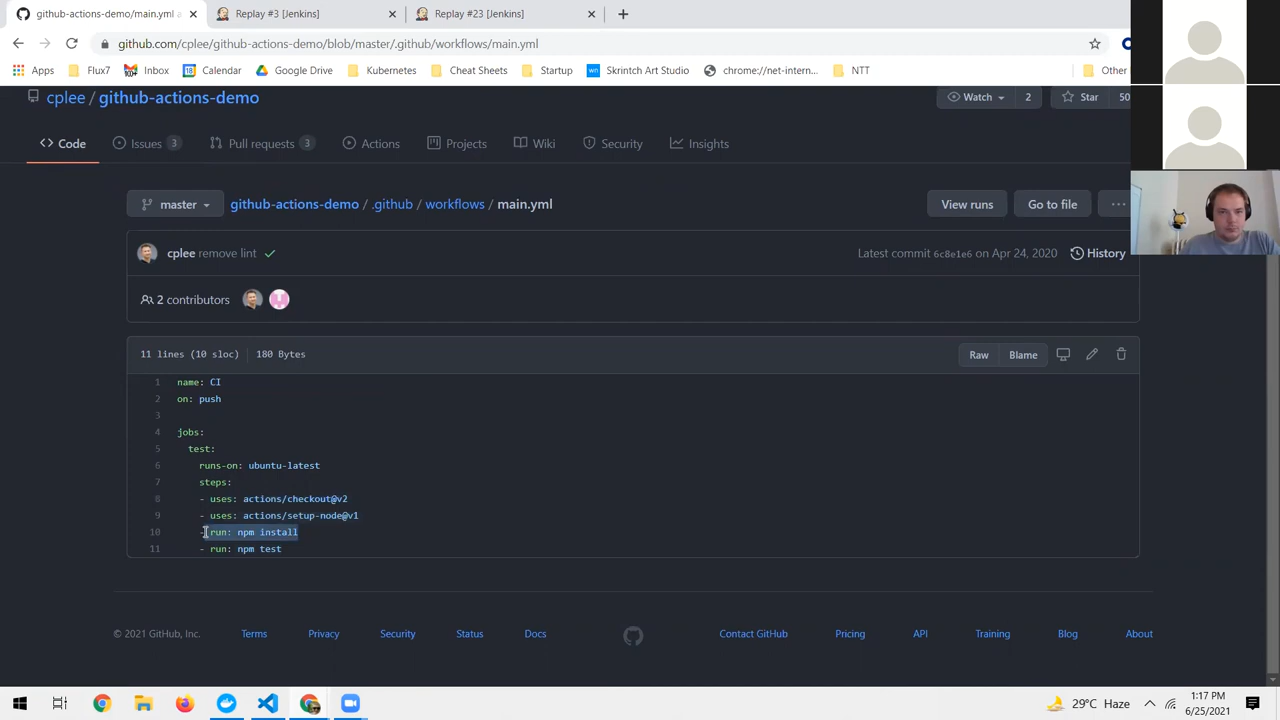 github-actions-demo/main.yml
Replay #3 [Jenkins]
Replay #23 [Jenkins]
github.com/cplee/github-actions-demo/blob/master/.github/workflows/main.yml
Apps
Flux7
100+
Inbox
18
Calendar
Google Drive
Kubernetes
Cheat Sheets
Startup
wn
Skrintch Art Studio
chrome://net-intern...
NTT
Other
cplee / github-actions-demo
Watch 2
Star 50
Code
Issues 3
Pull requests 3
Actions
Projects
Wiki
Security
Insights
master
github-actions-demo / .github / workflows / main.yml
View runs
Go to file
...
cplee remove lint
Latest commit 6c8e1e6 on Apr 24, 2020
History
2 contributors
11 lines (10 sloc) 180 Bytes
Raw
Blame
1 name: CI
2 on: push
3
4 jobs:
5 test:
6 runs-on: ubuntu-latest
7 steps:
8 - uses: actions/checkout@v2
9 - uses: actions/setup-node@v1
10 - run: npm install
11 - run: npm test
© 2021 GitHub, Inc.
Terms
Privacy
Security
Status
Docs
Contact GitHub
Pricing
API
Training
Blog
About
29°C Haze
1:17 PM
6/25/2021